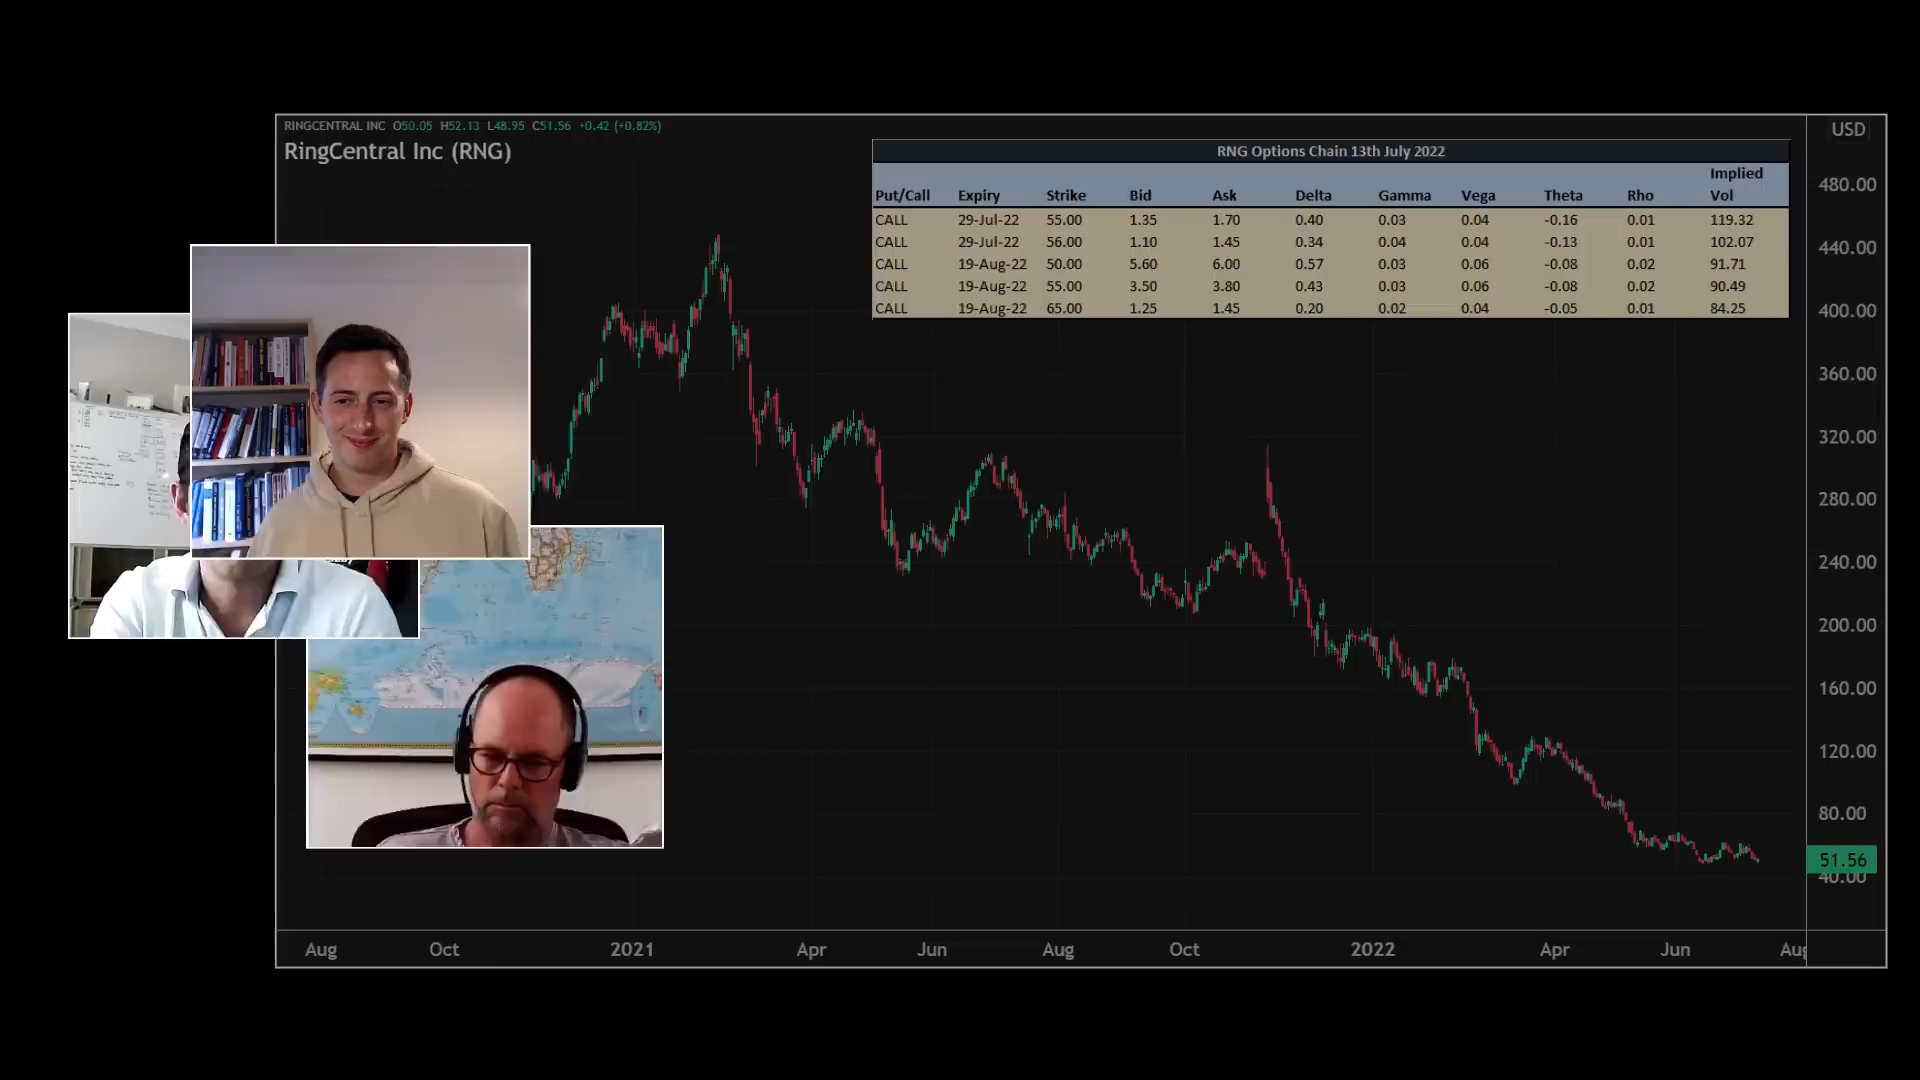 RINGCENTRAL INC O50.05 H52.13 L48.95 C51.56 +0.42 (+0.82%)
RingCentral Inc (RNG)
USD
RNG Options Chain 13th July 2022
Put/Call Expiry Strike Bid Ask Delta Gamma Vega Theta Rho Implied Vol
CALL 29-Jul-22 55.00 1.35 1.70 0.40 0.03 0.04 -0.16 0.01 119.32
CALL 29-Jul-22 56.00 1.10 1.45 0.34 0.04 0.04 -0.13 0.01 102.07
CALL 19-Aug-22 50.00 5.60 6.00 0.57 0.03 0.06 -0.08 0.02 91.71
CALL 19-Aug-22 55.00 3.50 3.80 0.43 0.03 0.06 -0.08 0.02 90.49
CALL 19-Aug-22 65.00 1.25 1.45 0.20 0.02 0.04 -0.05 0.01 84.25
480.00
440.00
400.00
360.00
320.00
280.00
240.00
200.00
160.00
120.00
80.00
51.56
40.00
Aug Oct 2021 Apr Jun Aug Oct 2022 Apr Jun Aug